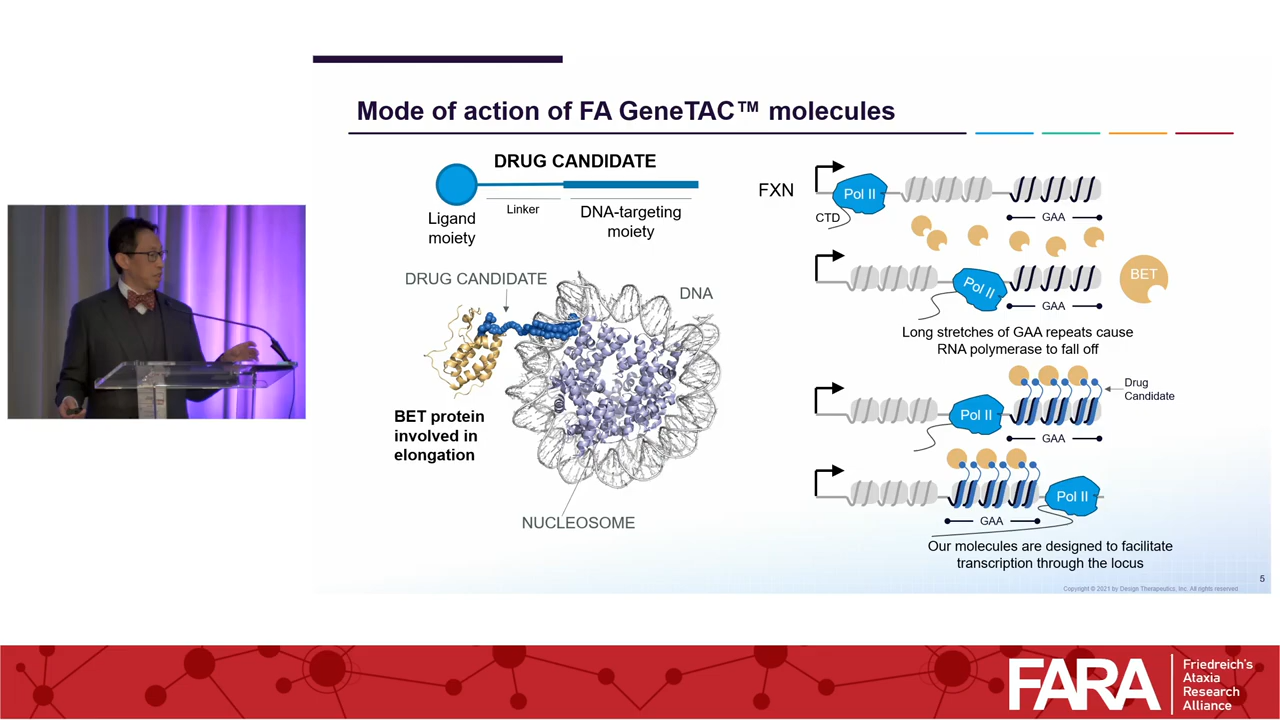 Mode of action of FA GeneTAC™ molecules
DRUG CANDIDATE
Ligand
moiety
Linker
DNA-targeting
moiety
DRUG CANDIDATE
DNA
BET protein
involved in
elongation
NUCLEOSOME
FXN
Pol II
CTD
GAA
Pol II
GAA
BET
Long stretches of GAA repeats cause
RNA polymerase to fall off
Pol II
GAA
Drug
Candidate
Pol II
GAA
Our molecules are designed to facilitate
transcription through the locus
5
Copyright © 2021 by Design Therapeutics, Inc. All rights reserved
FARA
Friedreich's
Ataxia
Research
Alliance